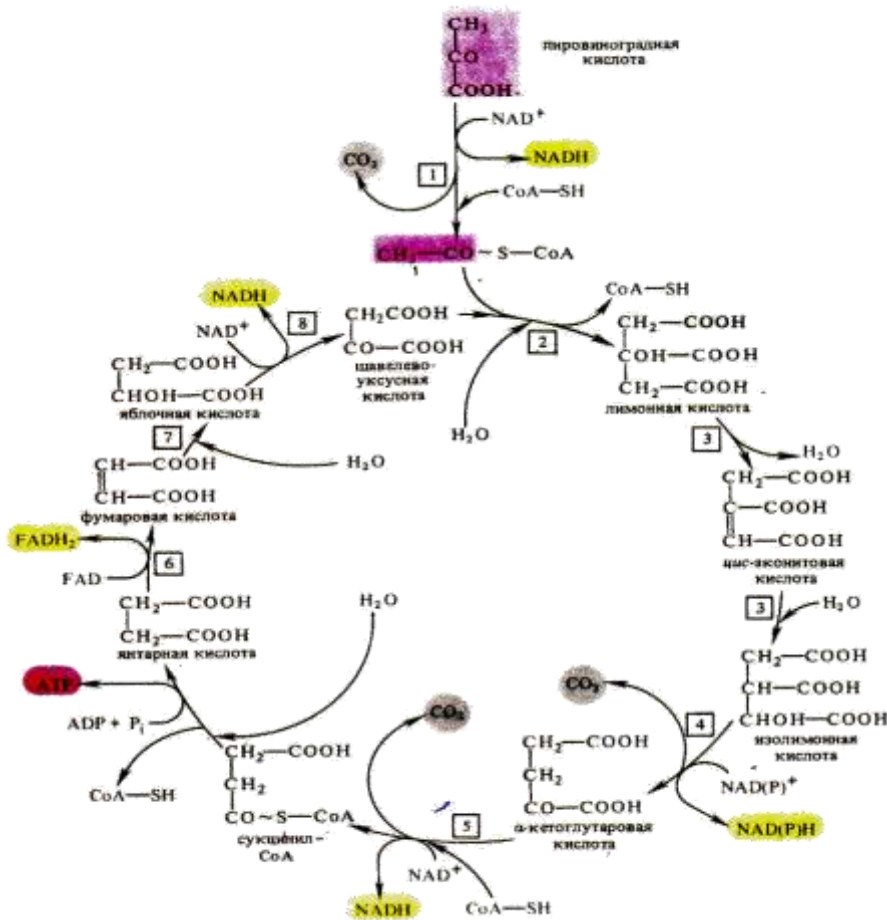 CH₃
CO
COOH
пировиноградная
кислота
NAD⁺
NADH
CO₂
1
CoA—SH
CH₃—CO~S—CoA
CoA—SH
NADH
NAD⁺
8
CH₂COOH
CO—COOH
щавелево-
уксусная
кислота
2
H₂O
CH₂—COOH
COH—COOH
CH₂—COOH
лимонная кислота
CH₂—COOH
CHOH—COOH
яблочная кислота
7
H₂O
3
H₂O
CH—COOH
CH—COOH
фумаровая кислота
CH₂—COOH
C—COOH
CH—COOH
цис-аконитовая
кислота
FADH₂
FAD
6
3
H₂O
CH₂—COOH
CH₂—COOH
янтарная кислота
H₂O
CH₂—COOH
CH—COOH
CHOH—COOH
изолимонная
кислота
ATP
ADP + Pᵢ
CoA—SH
CO₂
CO₂
4
NAD(P)⁺
NAD(P)H
CH₂—COOH
CH₂
CO~S—CoA
сукцинил-
CoA
CH₂—COOH
CH₂
CO—COOH
α-кетоглутаровая
кислота
5
NAD⁺
NADH
CoA—SH